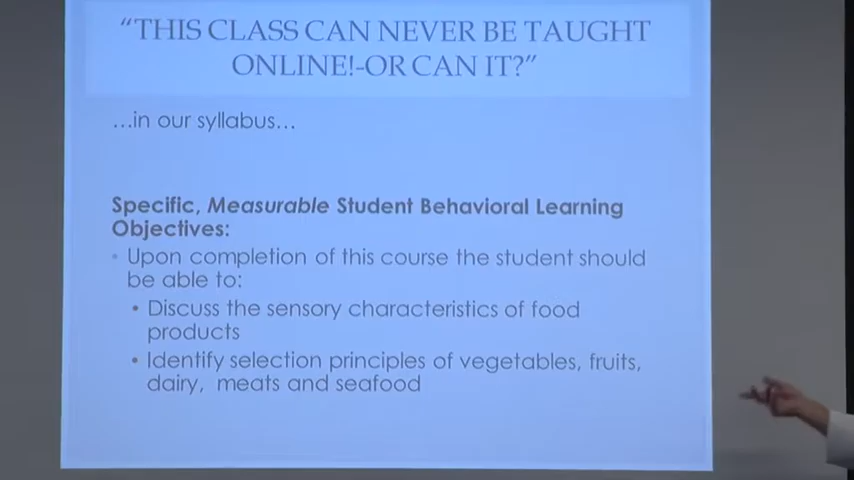 “THIS CLASS CAN NEVER BE TAUGHT
ONLINE!-OR CAN IT?”
…in our syllabus…
Specific, Measurable Student Behavioral Learning
Objectives:
• Upon completion of this course the student should
be able to:
• Discuss the sensory characteristics of food
products
• Identify selection principles of vegetables, fruits,
dairy, meats and seafood